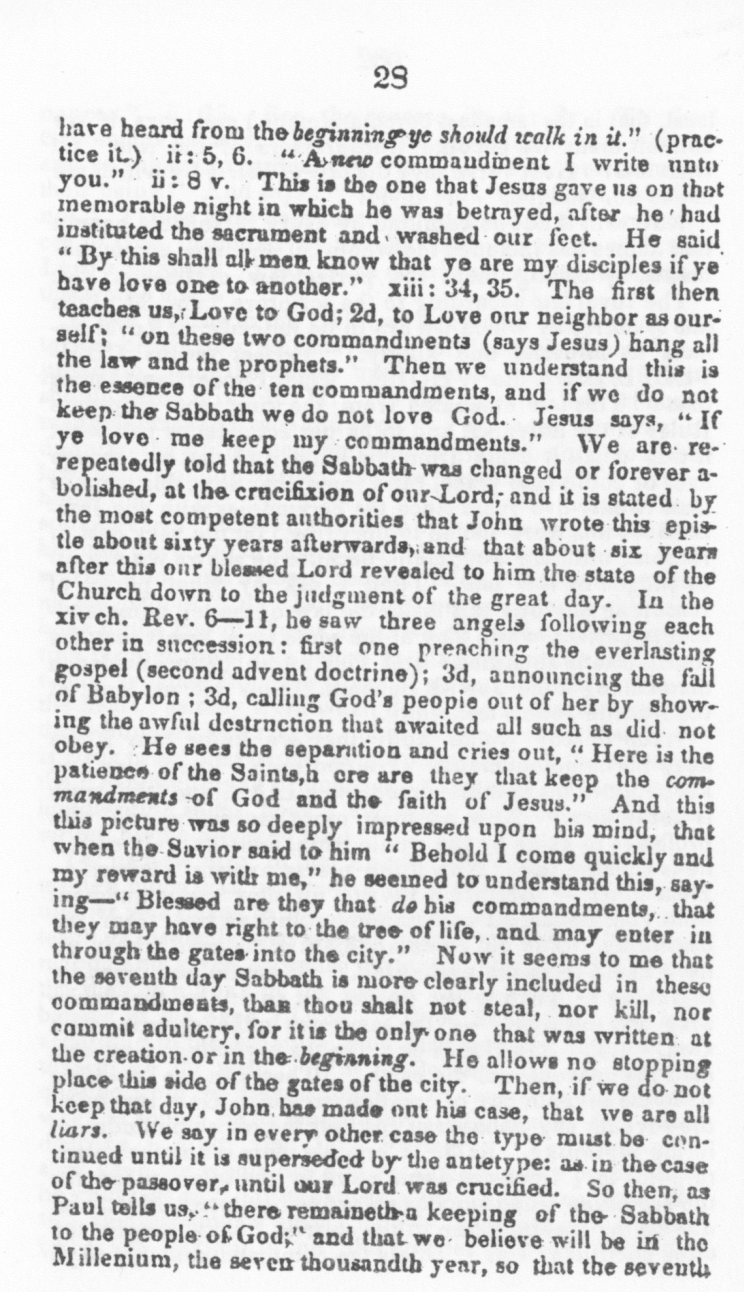 28
have heard from the beginning ye should walk in it." (prac-
tice it.) ii: 5, 6. "A new commandment I write unto
you." ii: 8 v. This is the one that Jesus gave us on that
memorable night in which he was betrayed, after he had
instituted the sacrament and washed our feet. He said
"By this shall all men know that ye are my disciples if ye
have love one to another." xiii: 34, 35. The first then
teaches us, Love to God; 2d, to Love our neighbor as our-
self; "on these two commandments (says Jesus) hang all
the law and the prophets." Then we understand this is
the essence of the ten commandments, and if we do not
keep the Sabbath we do not love God. Jesus says, "If
ye love me keep my commandments." We are re-
repeatedly told that the Sabbath was changed or forever a-
bolished, at the crucifixion of our Lord, and it is stated by
the most competent authorities that John wrote this epis-
tle about sixty years afterwards, and that about six years
after this our blessed Lord revealed to him the state of the
Church down to the judgment of the great day. In the
xiv ch. Rev. 6—11, he saw three angels following each
other in succession: first one preaching the everlasting
gospel (second advent doctrine); 3d, announcing the fall
of Babylon; 3d, calling God's people out of her by show-
ing the awful destrnction that awaited all such as did not
obey. He sees the separation and cries out, "Here is the
patience of the Saints,h ere are they that keep the com-
mandments of God and the faith of Jesus." And this
this picture was so deeply impressed upon his mind, that
when the Savior said to him "Behold I come quickly and
my reward is with me," he seemed to understand this, say-
ing—"Blessed are they that do his commandments, that
they may have right to the tree of life, and may enter in
through the gates into the city." Now it seems to me that
the seventh day Sabbath is more clearly included in these
commandments, than thou shalt not steal, nor kill, nor
commit adultery, for it is the only one that was written at
the creation or in the beginning. He allows no stopping
place this side of the gates of the city. Then, if we do not
keep that day, John has made out his case, that we are all
liars. We say in every other case the type must be con-
tinued until it is superseded by the antetype: as in the case
of the passover, until our Lord was crucified. So then, as
Paul tells us, "there remaineth a keeping of the Sabbath
to the people of God;" and that we believe will be in the
Millenium, the seven thousandth year, so that the seventh